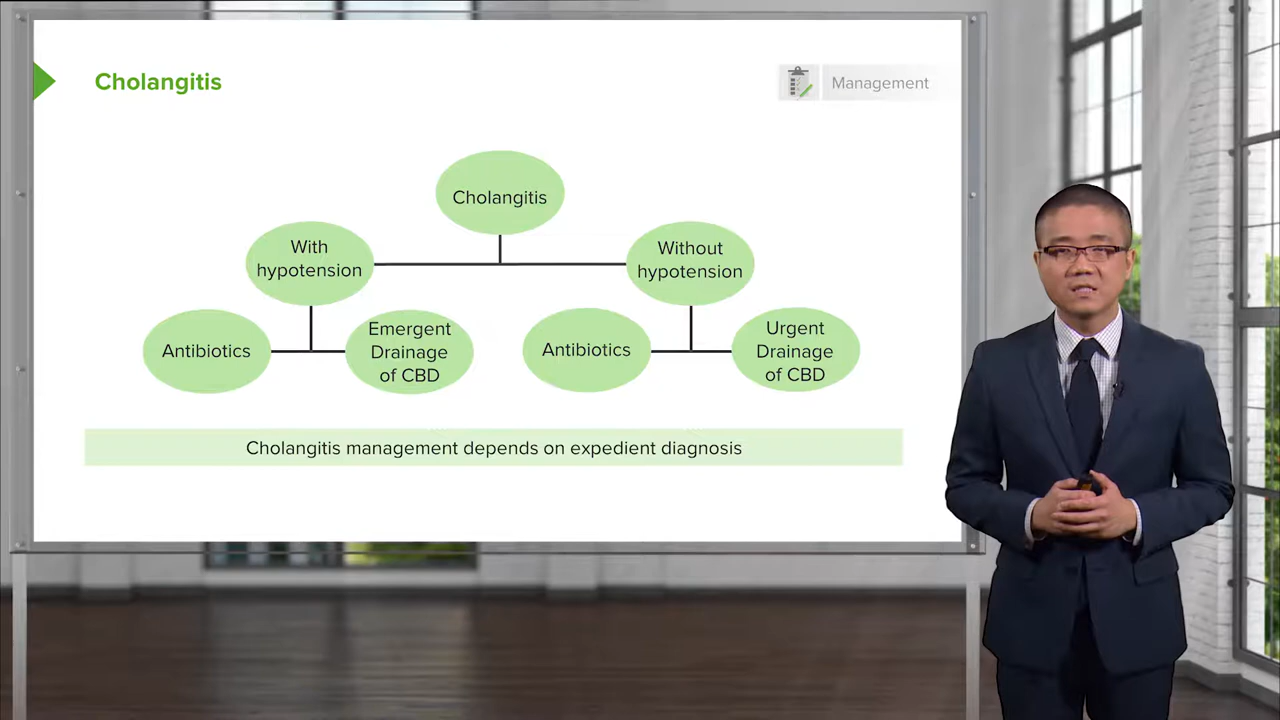 Cholangitis
Management
Cholangitis
With
hypotension
Without
hypotension
Antibiotics
Emergent
Drainage
of CBD
Antibiotics
Urgent
Drainage
of CBD
Cholangitis management depends on expedient diagnosis